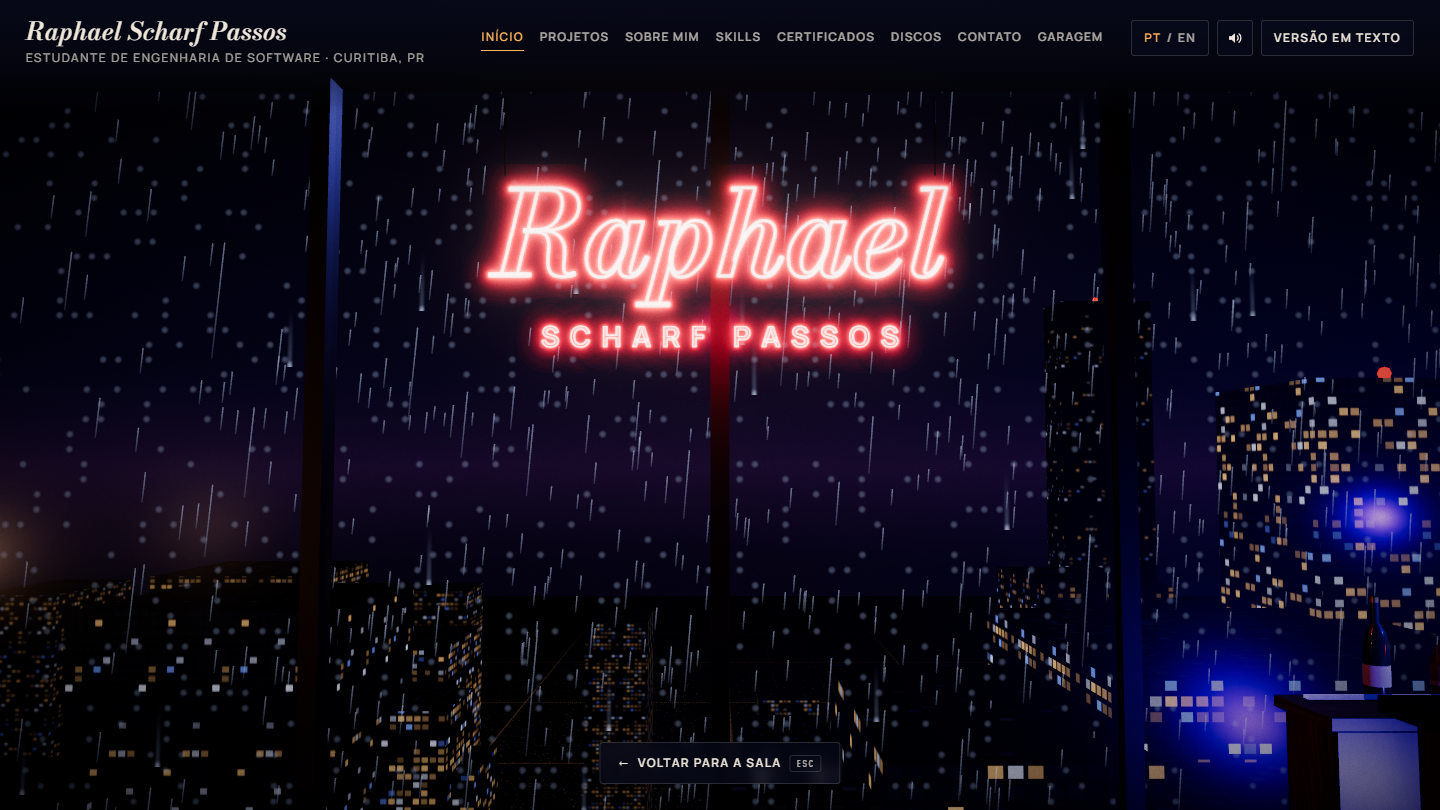 Raphael Scharf Passos
ESTUDANTE DE ENGENHARIA DE SOFTWARE · CURITIBA, PR
INÍCIO PROJETOS SOBRE MIM SKILLS CERTIFICADOS DISCOS CONTATO GARAGEM
PT / EN
VERSÃO EM TEXTO
Raphael
SCHARF PASSOS
← VOLTAR PARA A SALA ESC